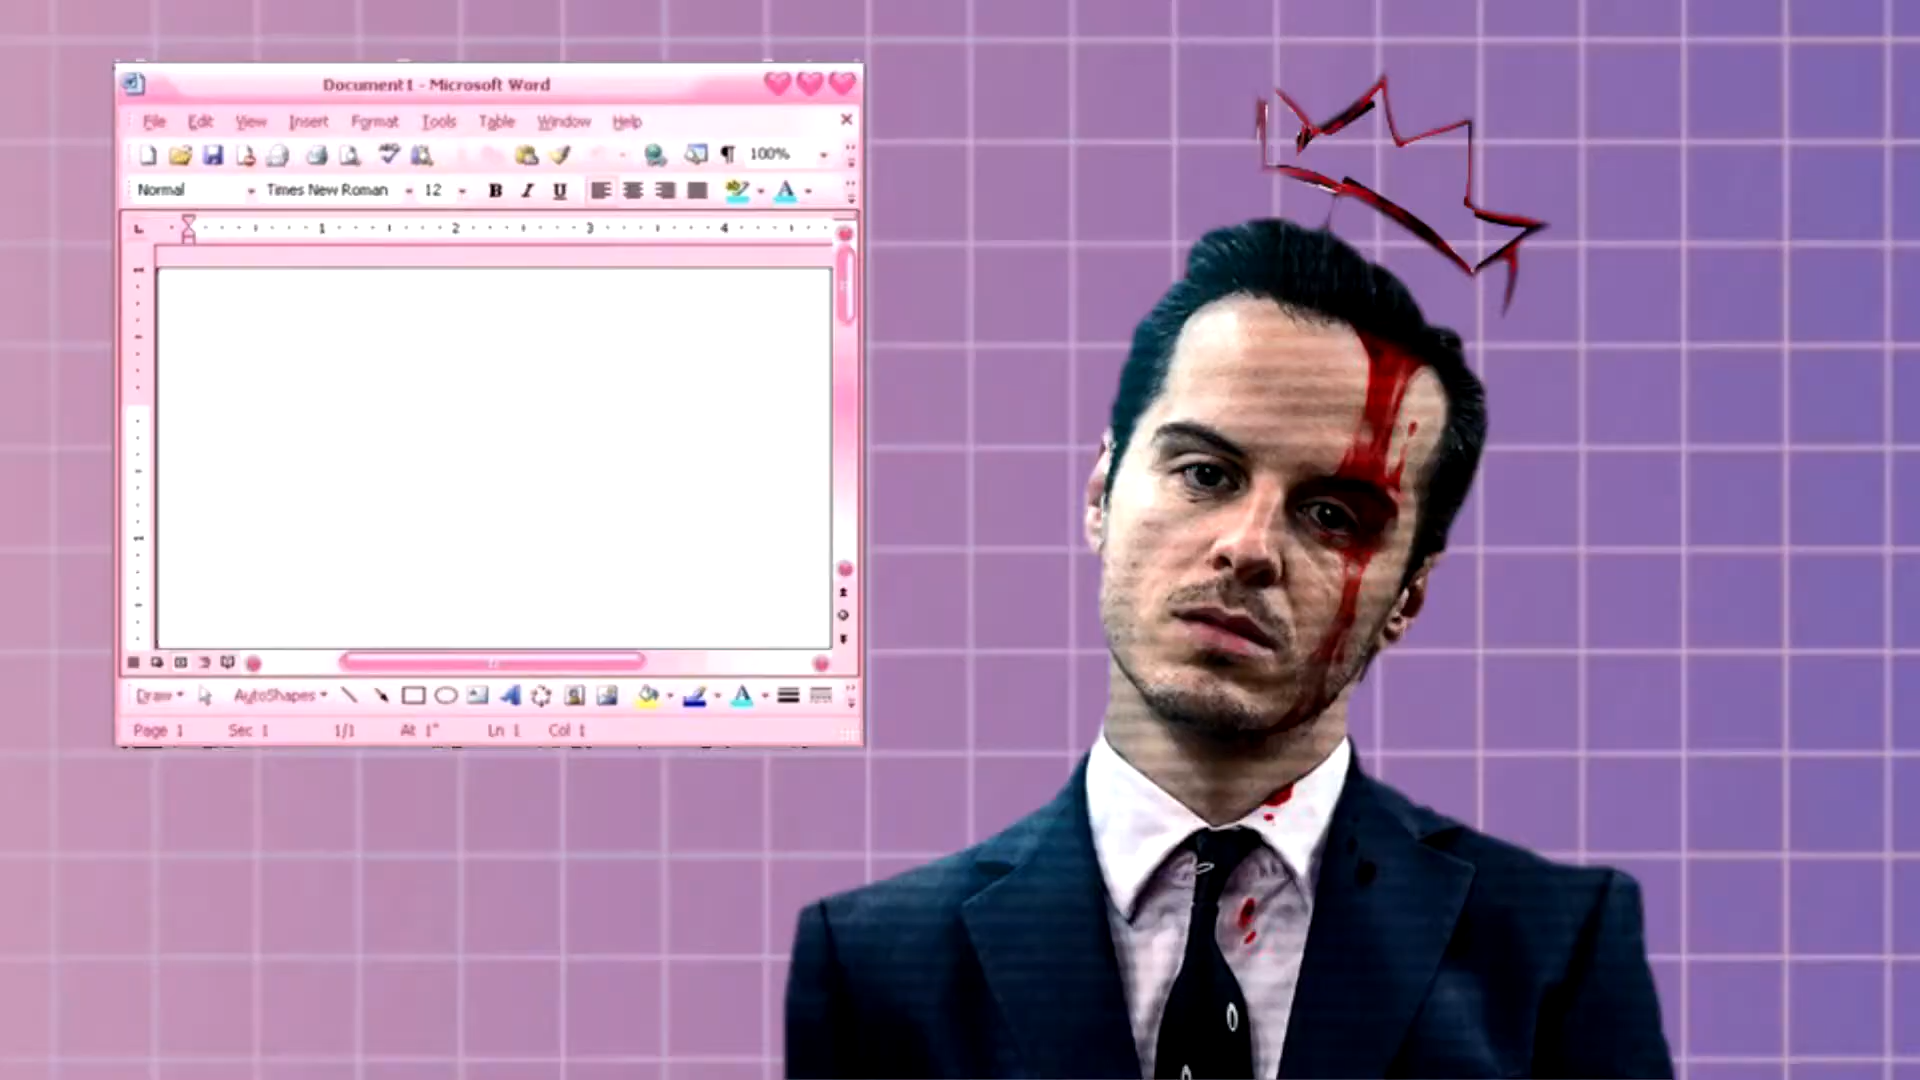 Document1 - Microsoft Word
File Edit View Insert Format Tools Table Window Help
100%
Normal Times New Roman 12 B I U A
1 2 3 4
Draw AutoShapes A
Page 1 Sec 1 1/1 At 1" Ln 1 Col 1